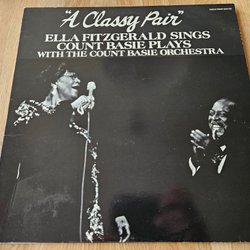 "A Classy Pair"
ELLA FITZGERALD SINGS
COUNT BASIE PLAYS
WITH THE COUNT BASIE ORCHESTRA